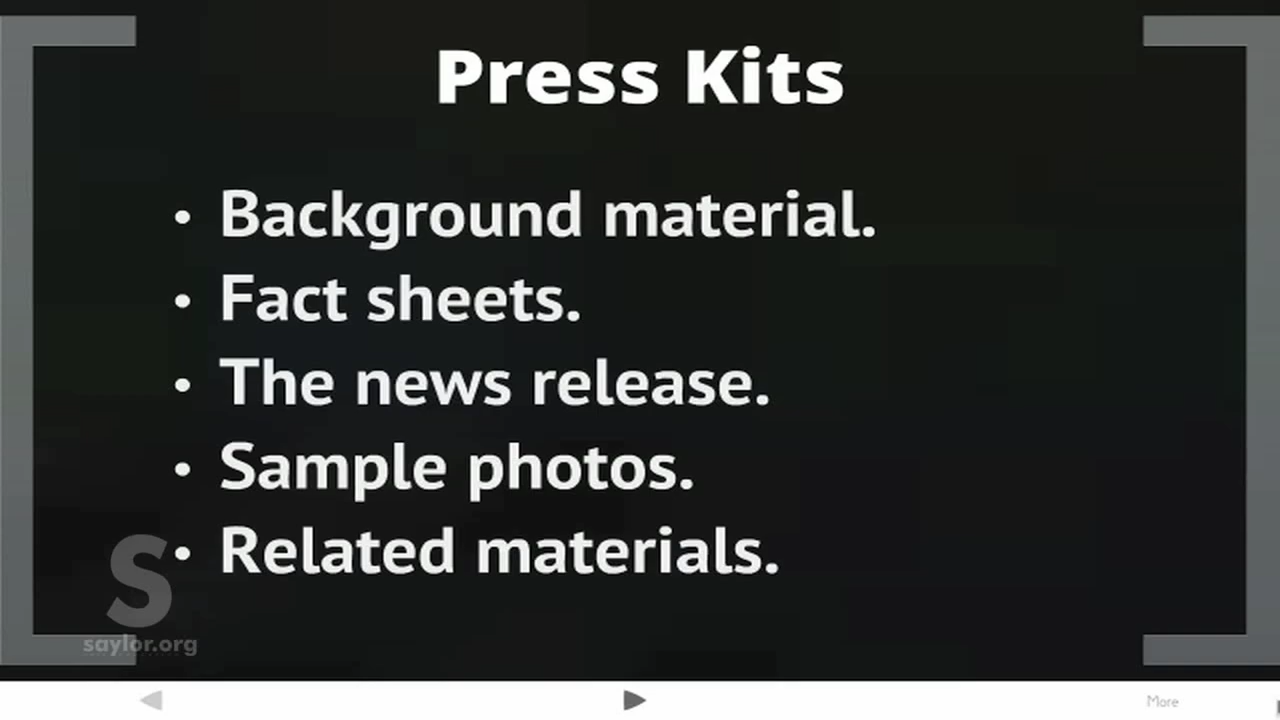 Press Kits
• Background material.
• Fact sheets.
• The news release.
• Sample photos.
• Related materials.
S
saylor.org
More